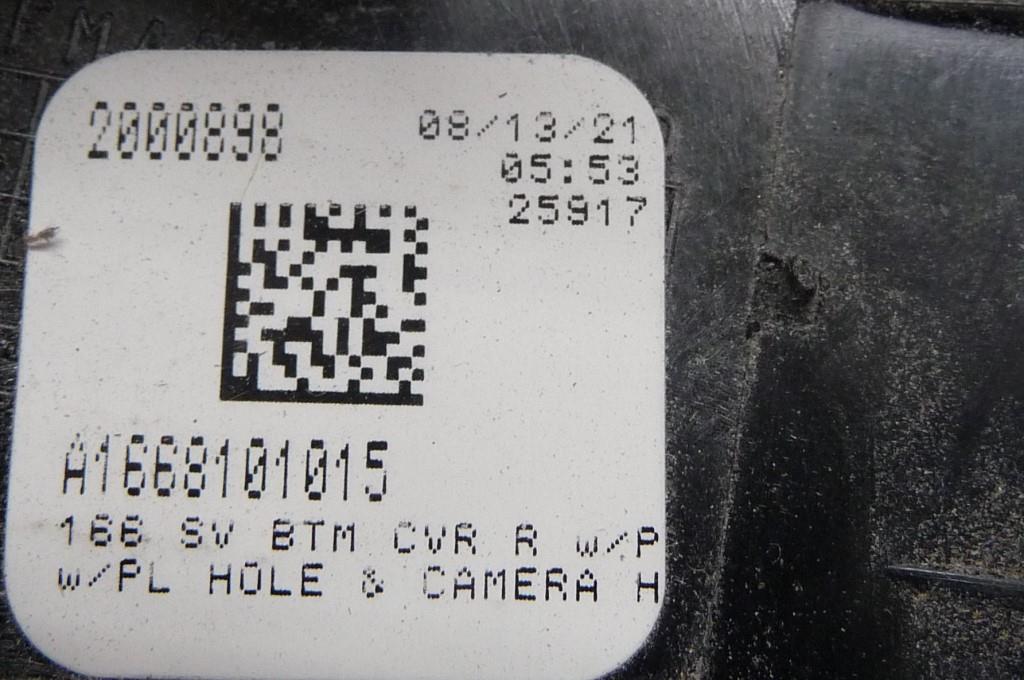 2000898
08/13/21
05:53
25917
A1668101015
166 SV BTM CVR R w/P
w/PL HOLE & CAMERA H